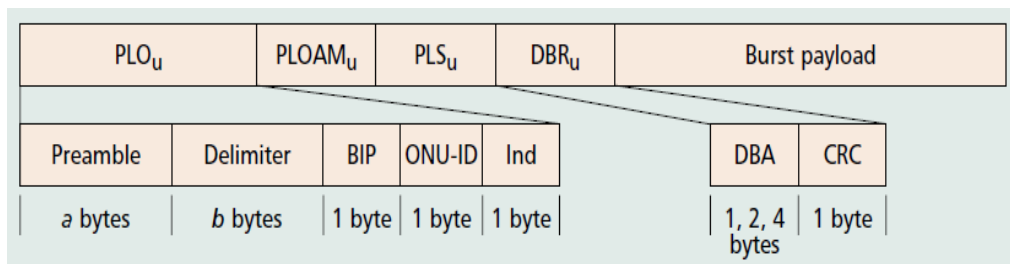 PLOu PLOAMu PLSu DBRu Burst payload
Preamble Delimiter BIP ONU-ID Ind DBA CRC
a bytes b bytes 1 byte 1 byte 1 byte 1, 2, 4 1 byte
bytes